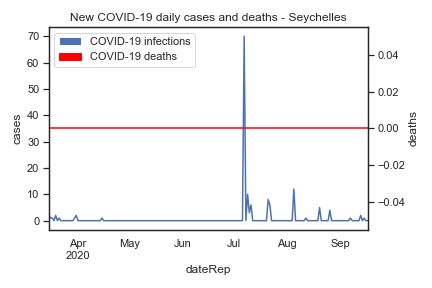 New COVID-19 daily cases and deaths - Seychelles
COVID-19 infections
COVID-19 deaths
70
60
50
40
30
20
10
0
cases
0.04
0.02
0.00
−0.02
−0.04
deaths
Apr
2020
May
Jun
Jul
Aug
Sep
dateRep